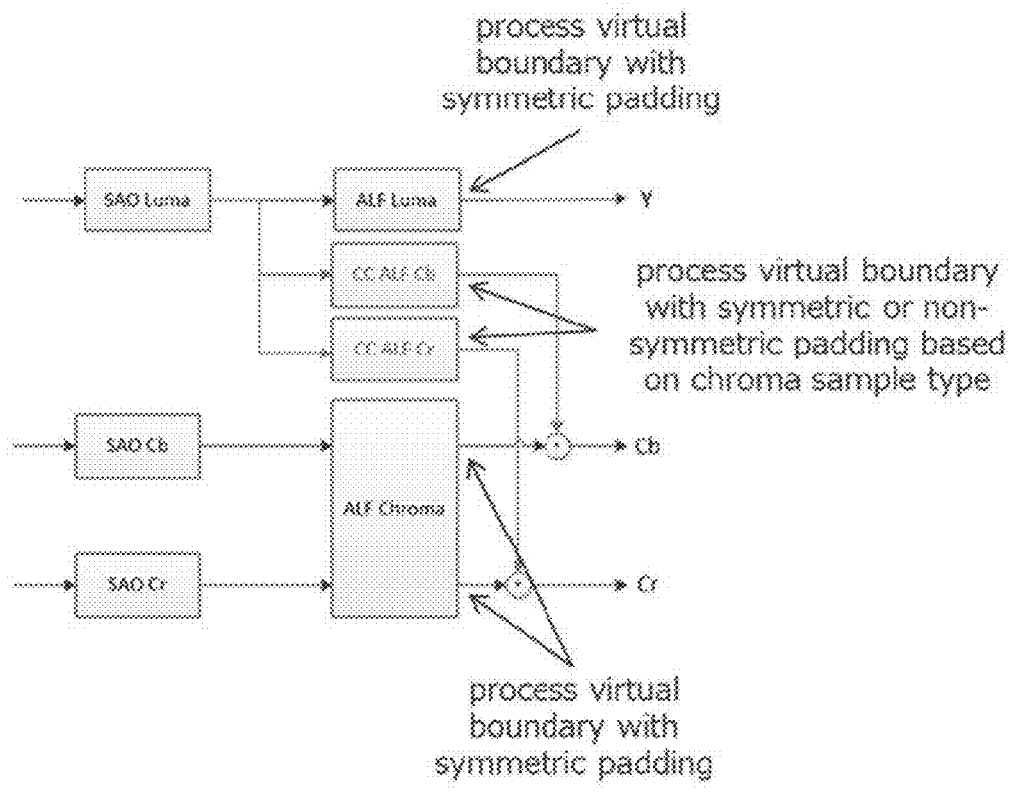 process virtual
boundary with
symmetric padding
SAO Luma
ALF Luma
Y
CC ALF Cb
CC ALF Cr
process virtual boundary
with symmetric or non-
symmetric padding based
on chroma sample type
SAO Cb
ALF Chroma
Cb
SAO Cr
Cr
process virtual
boundary with
symmetric padding